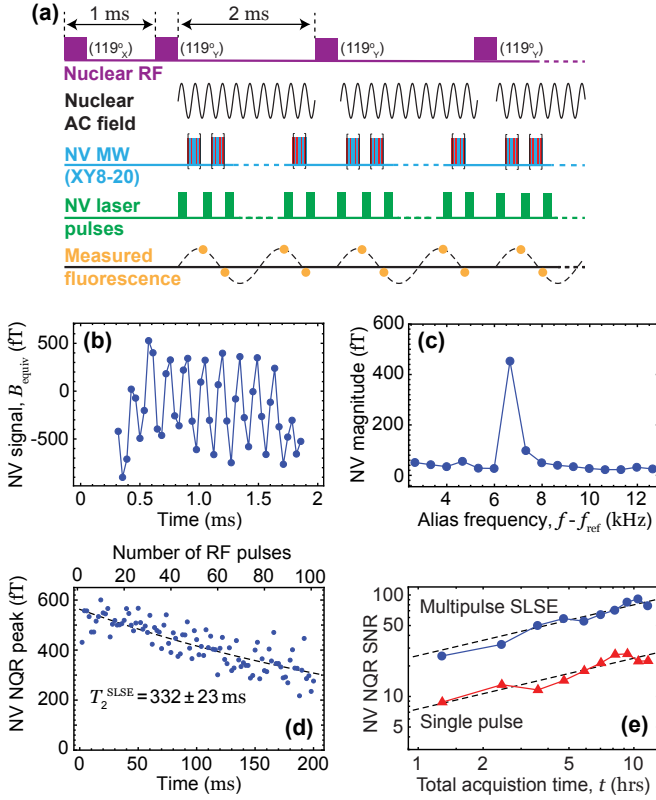 (a)
1 ms
2 ms
(119°X)
(119°Y)
(119°Y)
(119°Y)
Nuclear RF
Nuclear
AC field
NV MW
(XY8-20)
NV laser
pulses
Measured
fluorescence
(b)
NV signal, B equiv (fT)
500
0
-500
0
0.5
1
1.5
2
Time (ms)
(c)
NV magnitude (fT)
600
400
200
0
4
6
8
10
12
Alias frequency, f - f ref (kHz)
Number of RF pulses
0
20
40
60
80
100
NV NQR peak (fT)
600
400
200
0
T₂ SLSE = 332 ± 23 ms
(d)
0
50
100
150
200
Time (ms)
(e)
NV NQR SNR
100
50
10
5
Multipulse SLSE
Single pulse
1
2
5
10
Total acquistion time, t (hrs)